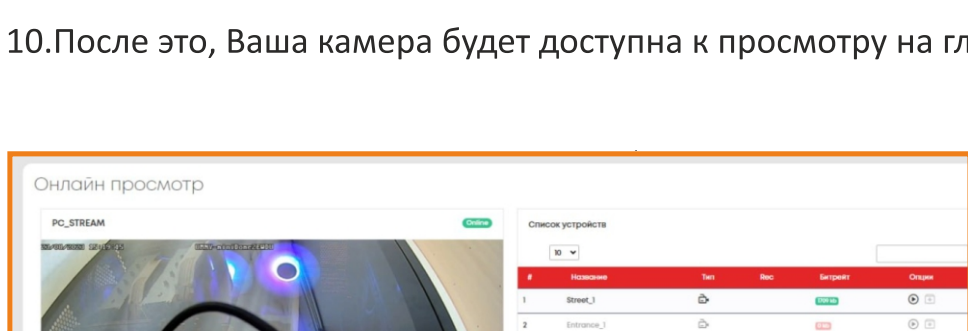 10.После это, Ваша камера будет доступна к просмотру на гл
Онлайн просмотр
PC_STREAM Online
Список устройств
10
# Название Тип Rec Битрейт Опции
1 Street_1
2 Entrance_1